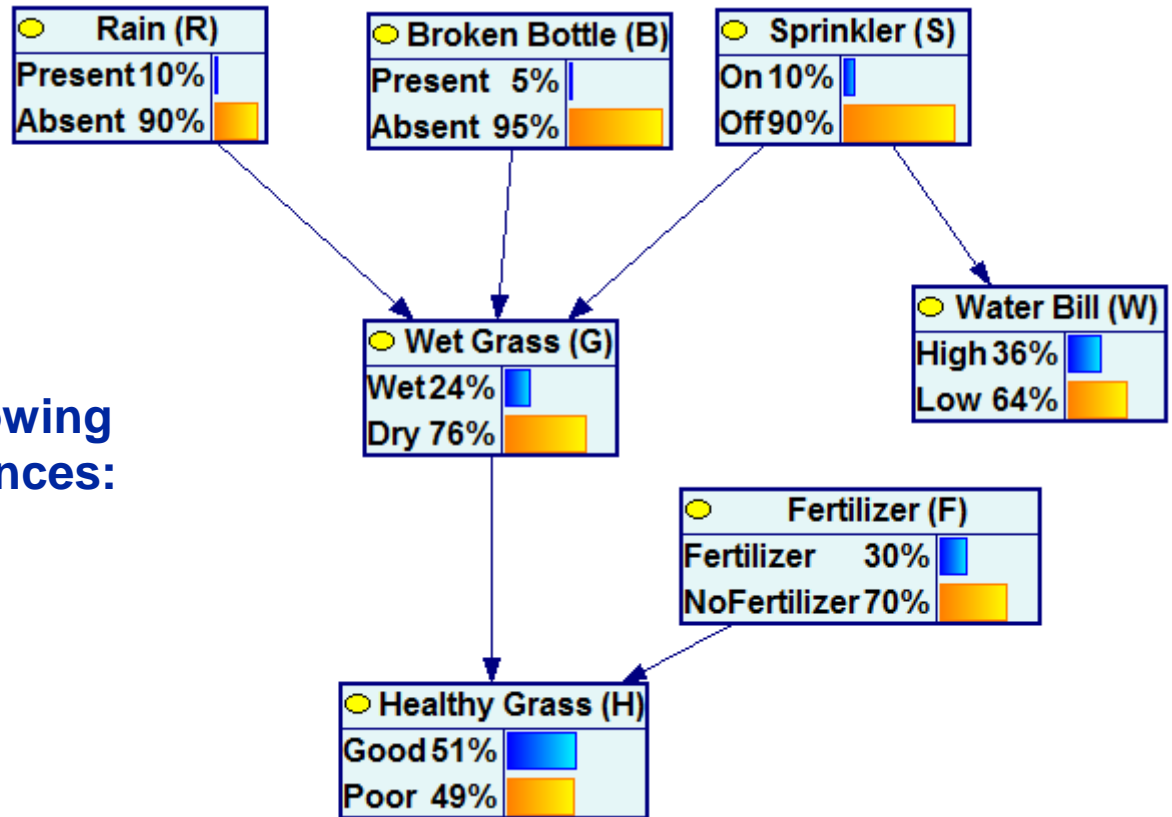 Rain (R)
Present 10%
Absent 90%
Broken Bottle (B)
Present 5%
Absent 95%
Sprinkler (S)
On 10%
Off 90%
Wet Grass (G)
Wet 24%
Dry 76%
Water Bill (W)
High 36%
Low 64%
owing
nces:
Fertilizer (F)
Fertilizer 30%
NoFertilizer 70%
Healthy Grass (H)
Good 51%
Poor 49%